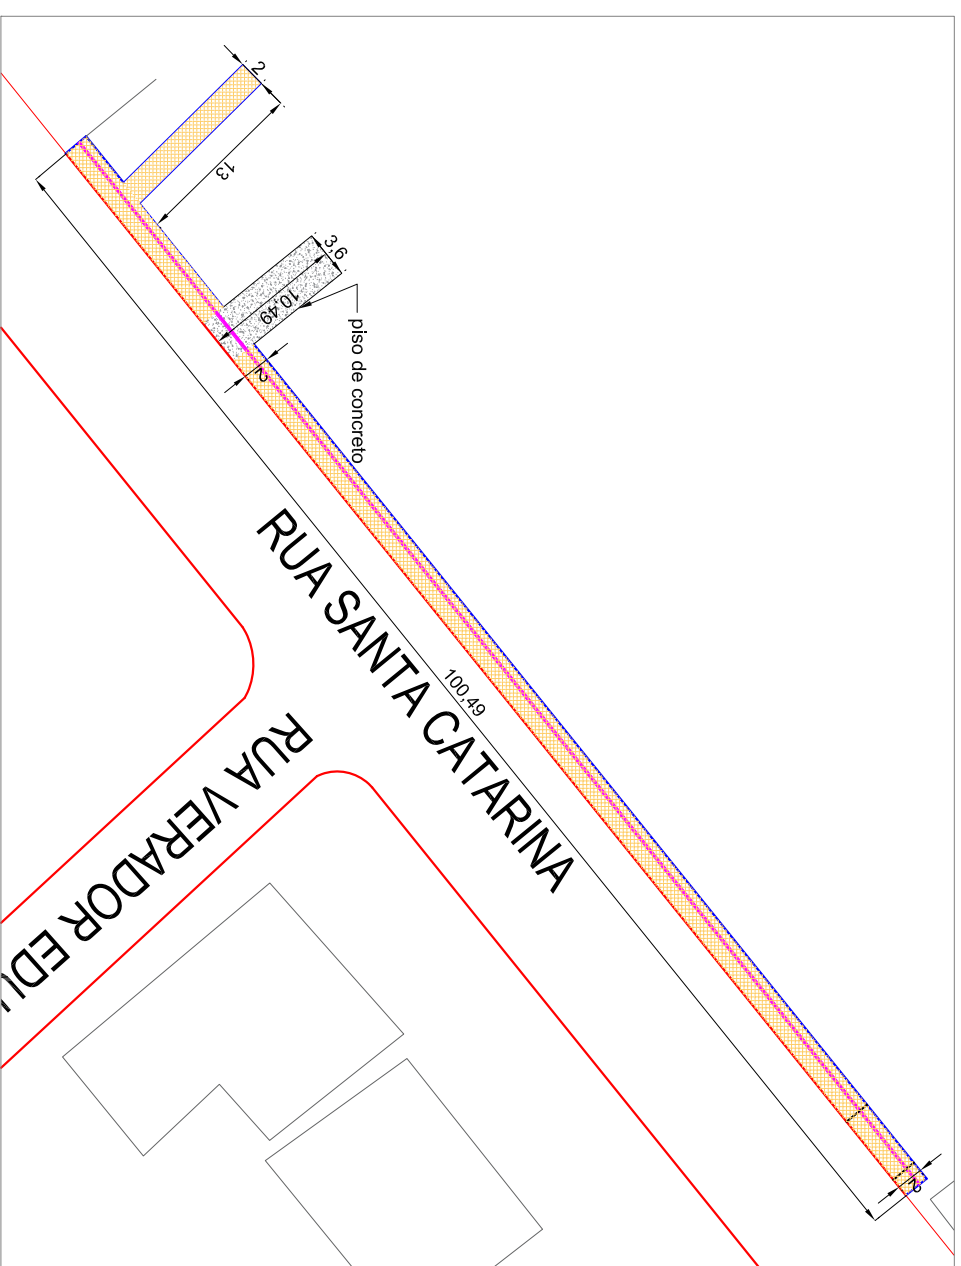 2
13
3,6
10,49
piso de concreto
2
RUA SANTA CATARINA
100,49
RUA VERADOR EDU
2